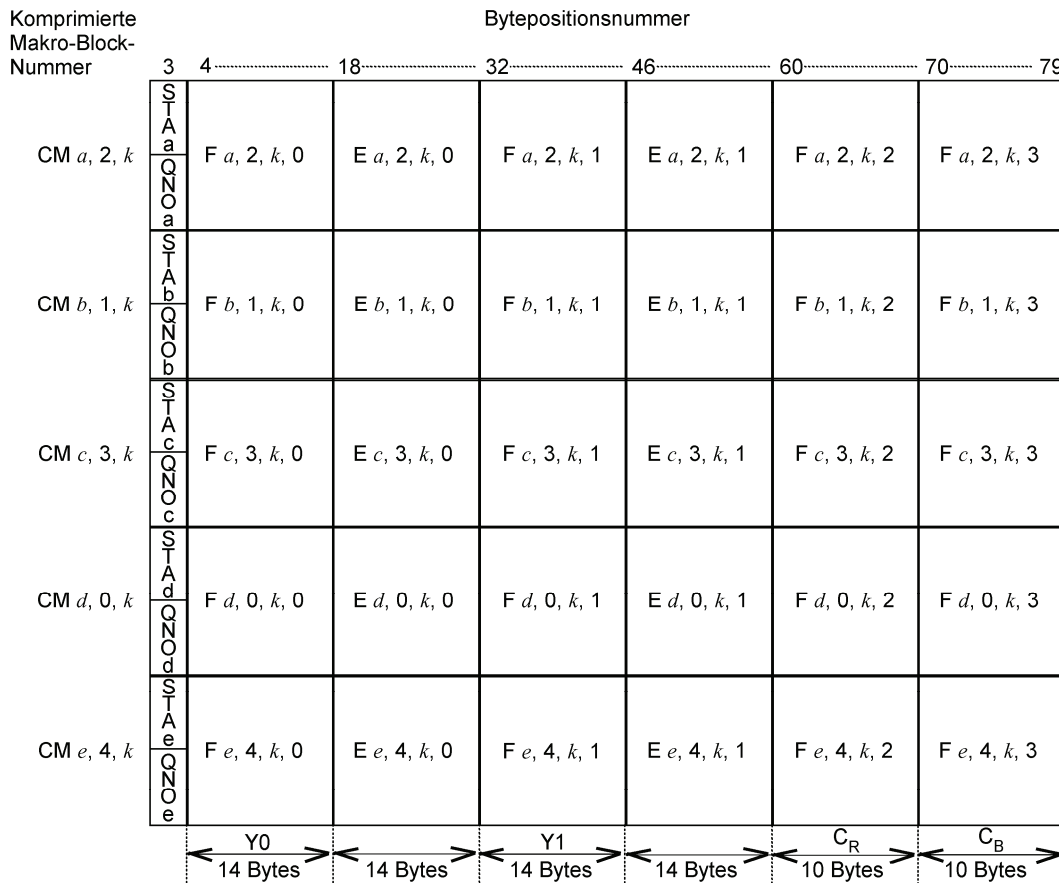 Komprimierte
Makro-Block-
Nummer
Bytepositionsnummer
3 4 18 32 46 60 70 79
CM a, 2, k
STAa
QNOa
F a, 2, k, 0 E a, 2, k, 0 F a, 2, k, 1 E a, 2, k, 1 F a, 2, k, 2 F a, 2, k, 3
CM b, 1, k
STAb
QNOb
F b, 1, k, 0 E b, 1, k, 0 F b, 1, k, 1 E b, 1, k, 1 F b, 1, k, 2 F b, 1, k, 3
CM c, 3, k
STAc
QNOc
F c, 3, k, 0 E c, 3, k, 0 F c, 3, k, 1 E c, 3, k, 1 F c, 3, k, 2 F c, 3, k, 3
CM d, 0, k
STAd
QNOd
F d, 0, k, 0 E d, 0, k, 0 F d, 0, k, 1 E d, 0, k, 1 F d, 0, k, 2 F d, 0, k, 3
CM e, 4, k
STAe
QNOe
F e, 4, k, 0 E e, 4, k, 0 F e, 4, k, 1 E e, 4, k, 1 F e, 4, k, 2 F e, 4, k, 3
Y0 Y1 CR CB
14 Bytes 14 Bytes 14 Bytes 14 Bytes 10 Bytes 10 Bytes